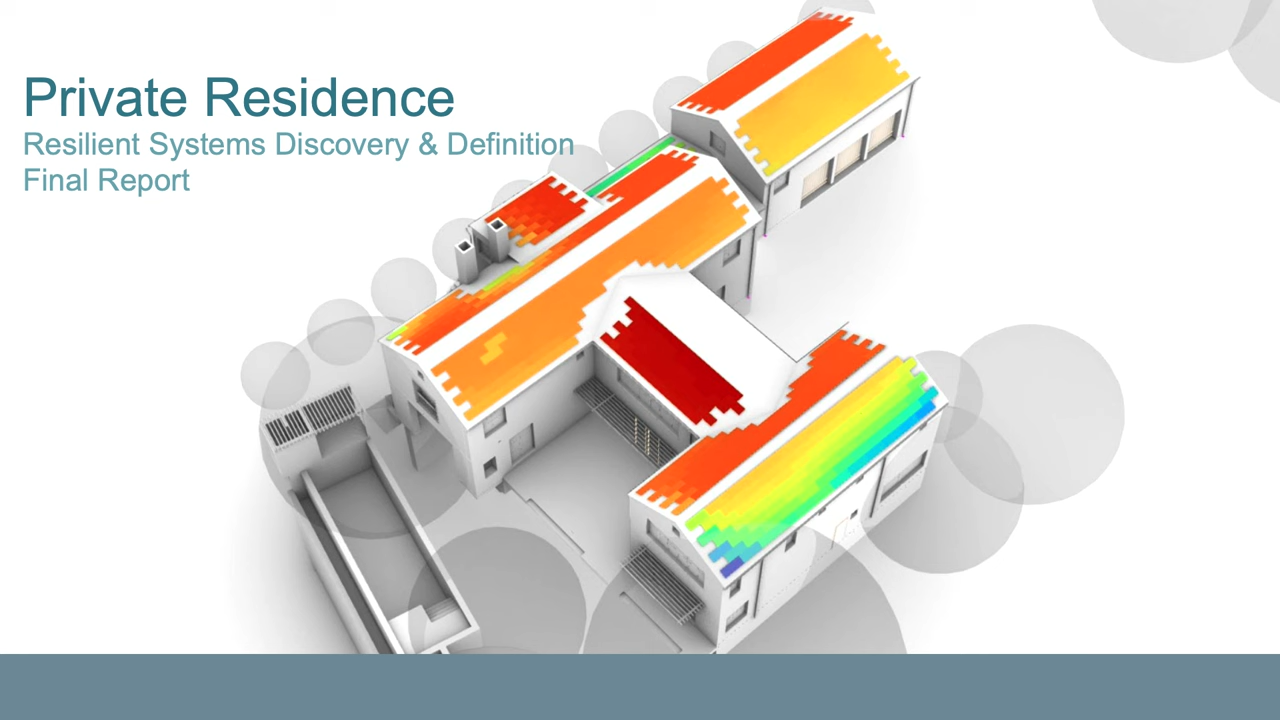 Private Residence
Resilient Systems Discovery & Definition
Final Report